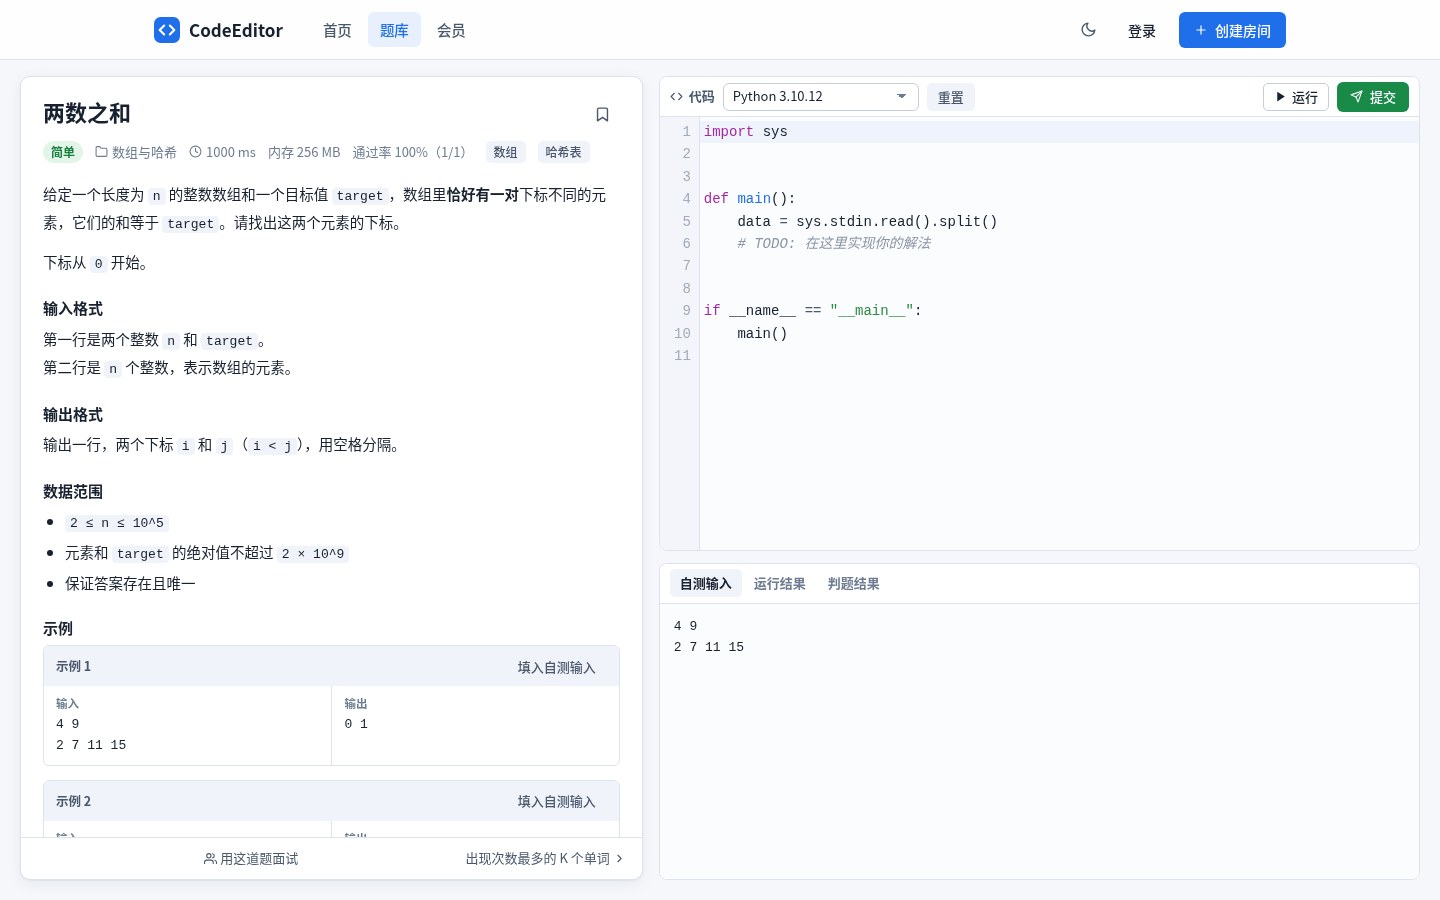 CodeEditor 首页 题库 会员 登录 创建房间
两数之和
简单 数组与哈希 1000 ms 内存 256 MB 通过率 100%（1/1） 数组 哈希表
给定一个长度为 n 的整数数组和一个目标值 target，数组里恰好有一对下标不同的元
素，它们的和等于 target。请找出这两个元素的下标。
下标从 0 开始。
输入格式
第一行是两个整数 n 和 target。
第二行是 n 个整数，表示数组的元素。
输出格式
输出一行，两个下标 i 和 j（i < j），用空格分隔。
数据范围
2 ≤ n ≤ 10^5
元素和 target 的绝对值不超过 2 × 10^9
保证答案存在且唯一
示例
示例 1 填入自测输入
输入 输出
4 9 0 1
2 7 11 15
示例 2 填入自测输入
用这道题面试 出现次数最多的 K 个单词
代码 Python 3.10.12 重置 运行 提交
1 import sys
2
3
4 def main():
5 data = sys.stdin.read().split()
6 # TODO: 在这里实现你的解法
7
8
9 if __name__ == "__main__":
10 main()
11
自测输入 运行结果 判题结果
4 9
2 7 11 15